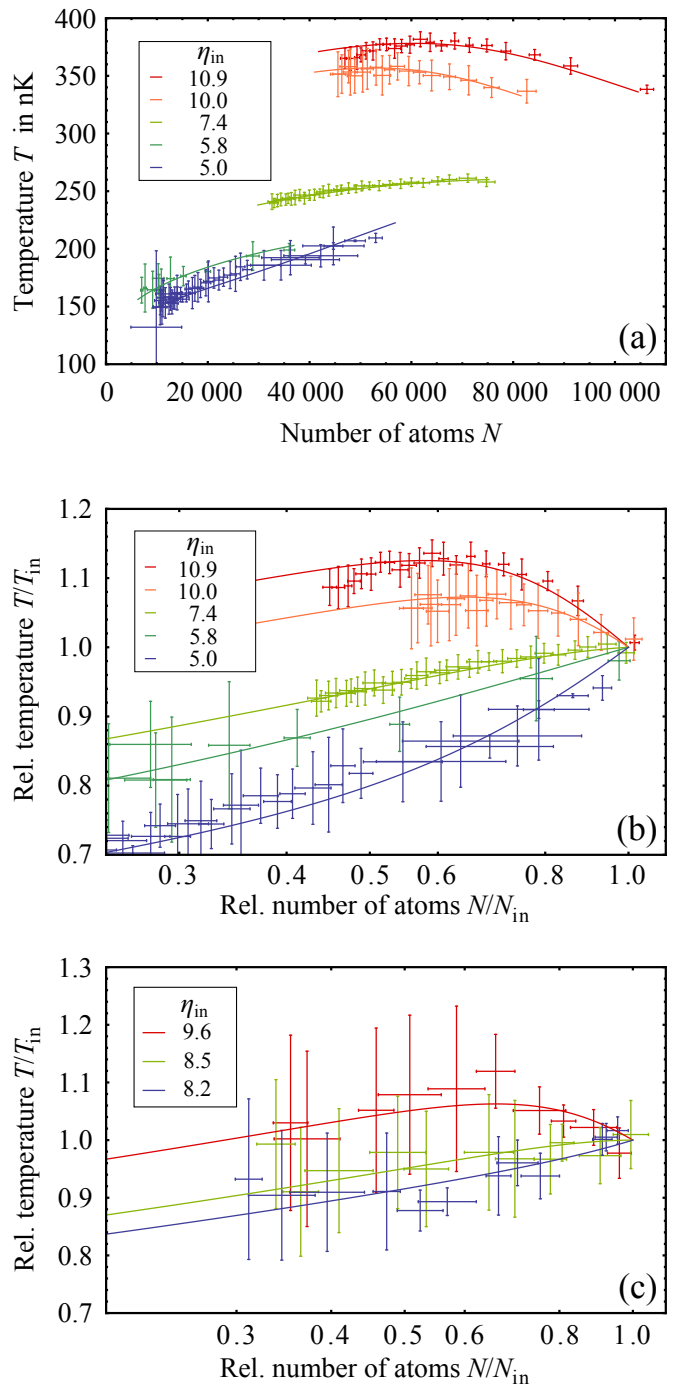 400
350
300
250
200
150
100
Temperature T in nK
η_in
10.9
10.0
7.4
5.8
5.0
(a)
0 20 000 40 000 60 000 80 000 100 000
Number of atoms N
1.2
1.1
1.0
0.9
0.8
0.7
Rel. temperature T/T_in
η_in
10.9
10.0
7.4
5.8
5.0
(b)
0.3 0.4 0.5 0.6 0.8 1.0
Rel. number of atoms N/N_in
1.3
1.2
1.1
1.0
0.9
0.8
0.7
Rel. temperature T/T_in
η_in
9.6
8.5
8.2
(c)
0.3 0.4 0.5 0.6 0.8 1.0
Rel. number of atoms N/N_in